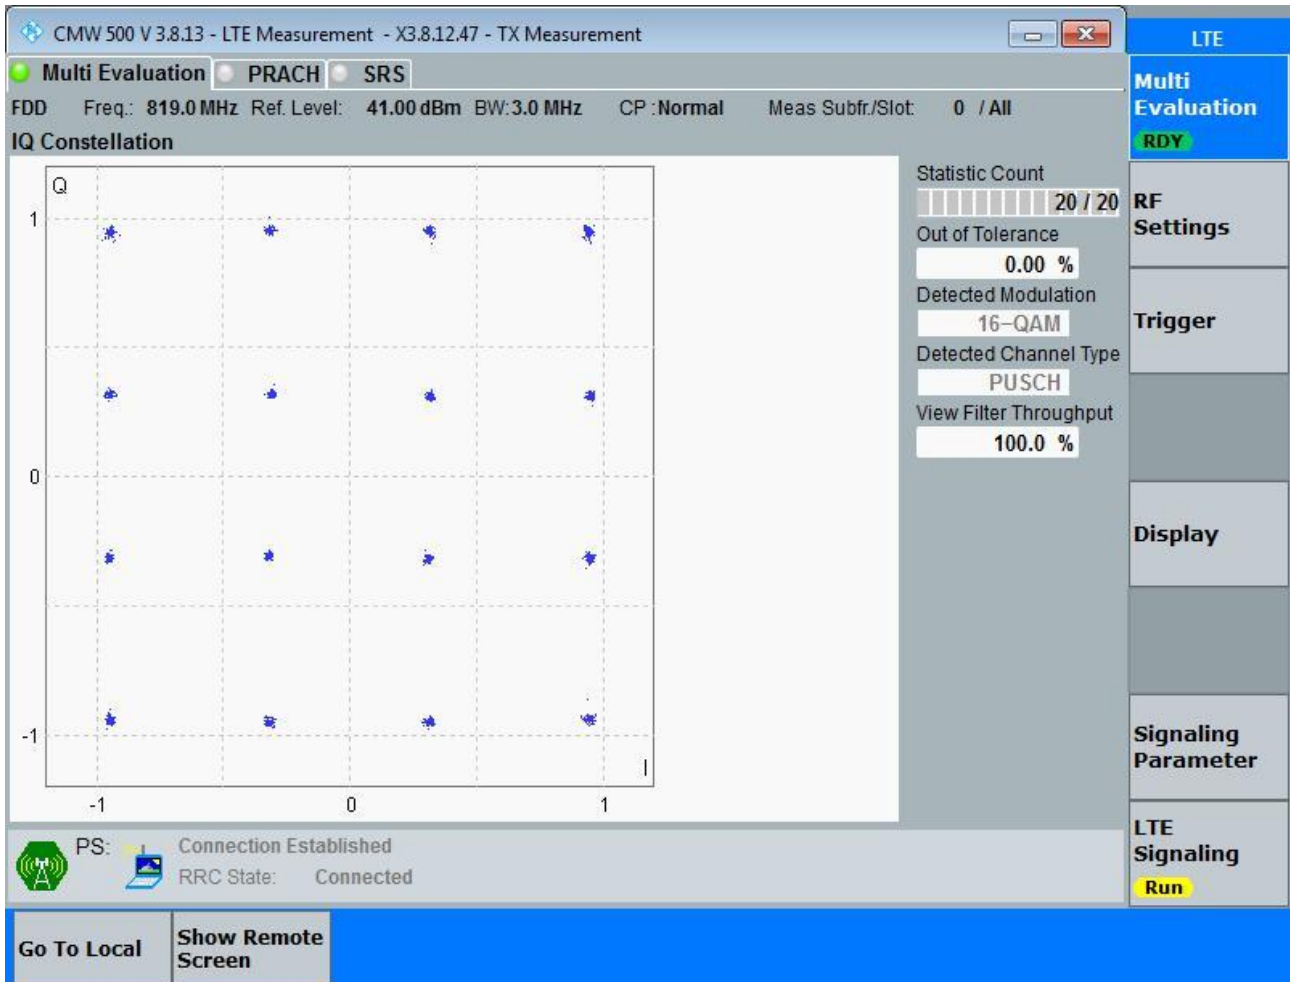 CMW 500 V 3.8.13 - LTE Measurement - X3.8.12.47 - TX Measurement
Multi Evaluation PRACH SRS
FDD Freq.: 819.0 MHz Ref. Level: 41.00 dBm BW: 3.0 MHz CP : Normal Meas Subfr./Slot: 0 / All
IQ Constellation
Q
1
0
-1
I
-1 0 1
Statistic Count
20 / 20
Out of Tolerance
0.00 %
Detected Modulation
16-QAM
Detected Channel Type
PUSCH
View Filter Throughput
100.0 %
PS: Connection Established
RRC State: Connected
LTE
Multi
Evaluation
RDY
RF
Settings
Trigger
Display
Signaling
Parameter
LTE
Signaling
Run
Go To Local
Show Remote
Screen